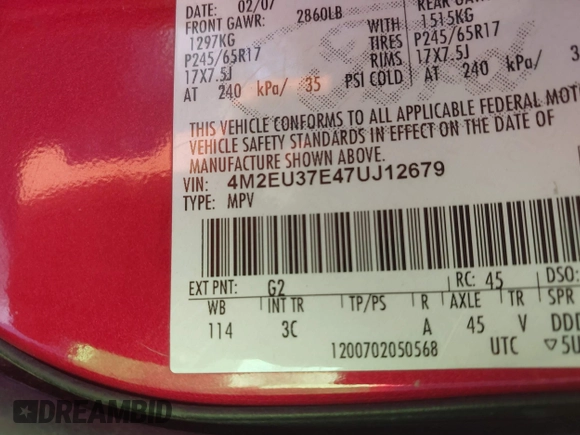 DATE: 02/07
FRONT GAWR: 2860LB REAR
1297KG WITH 1515KG
P245/65R17 TIRES P245/65R17
17X7.5J RIMS 17X7.5J
AT 240 kPa/ 35 PSI COLD AT 240 kPa/
THIS VEHICLE CONFORMS TO ALL APPLICABLE FEDERAL MOT
VEHICLE SAFETY STANDARDS IN EFFECT ON THE DATE OF
MANUFACTURE SHOWN ABOVE.
VIN: 4M2EU37E47UJ12679
TYPE: MPV
EXT PNT: G2 RC: 45 DSO:
WB INT TR TP/PS R AXLE TR SPR
114 3C A 45 V DDD
1200702050568 UTC ▽5U
DREAMBID